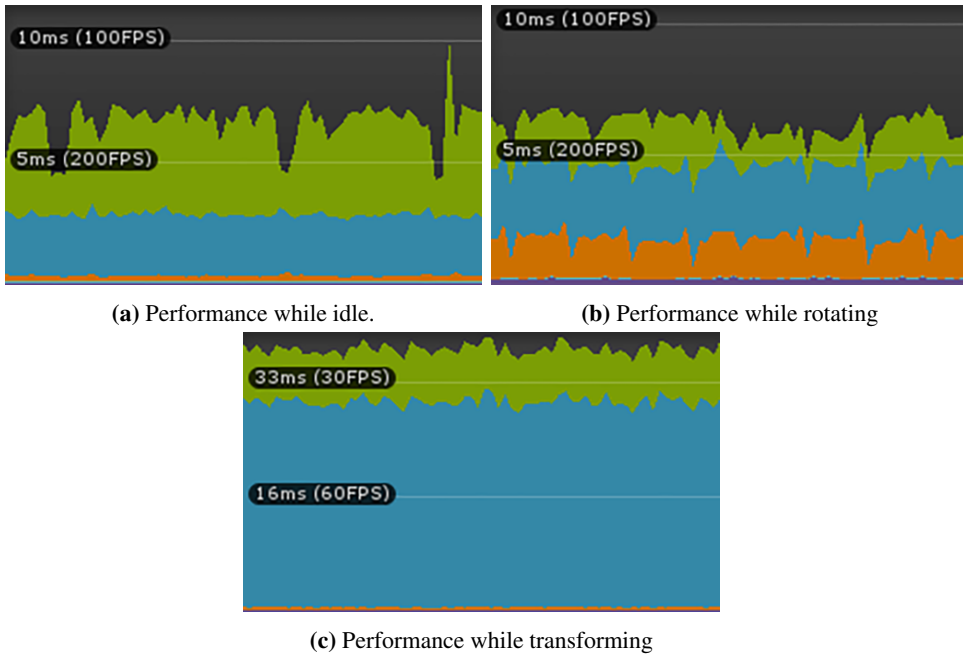 10ms (100FPS)
5ms (200FPS)
10ms (100FPS)
5ms (200FPS)
(a) Performance while idle.
(b) Performance while rotating
33ms (30FPS)
16ms (60FPS)
(c) Performance while transforming